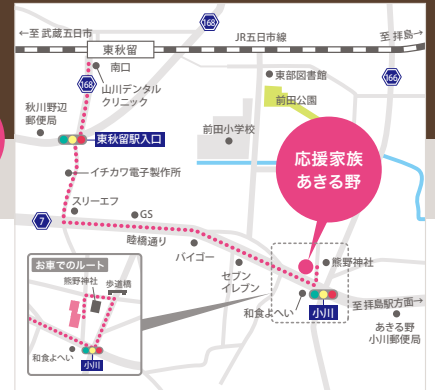 ←至 武蔵五日市
168
JR五日市線
至 拝島→
東秋留
南口
山川デンタル
クリニック
168
東部図書館
166
前田公園
秋川野辺
郵便局
東秋留駅入口
前田小学校
イチカワ電子製作所
応援家族
あきる野
スリーエフ
7
GS
睦橋通り
バイゴー
セブン
イレブン
熊野神社
お車でのルート
熊野神社
歩道橋
和食よへい
小川
和食よへい
小川
至拝島駅方面→
あきる野
小川郵便局